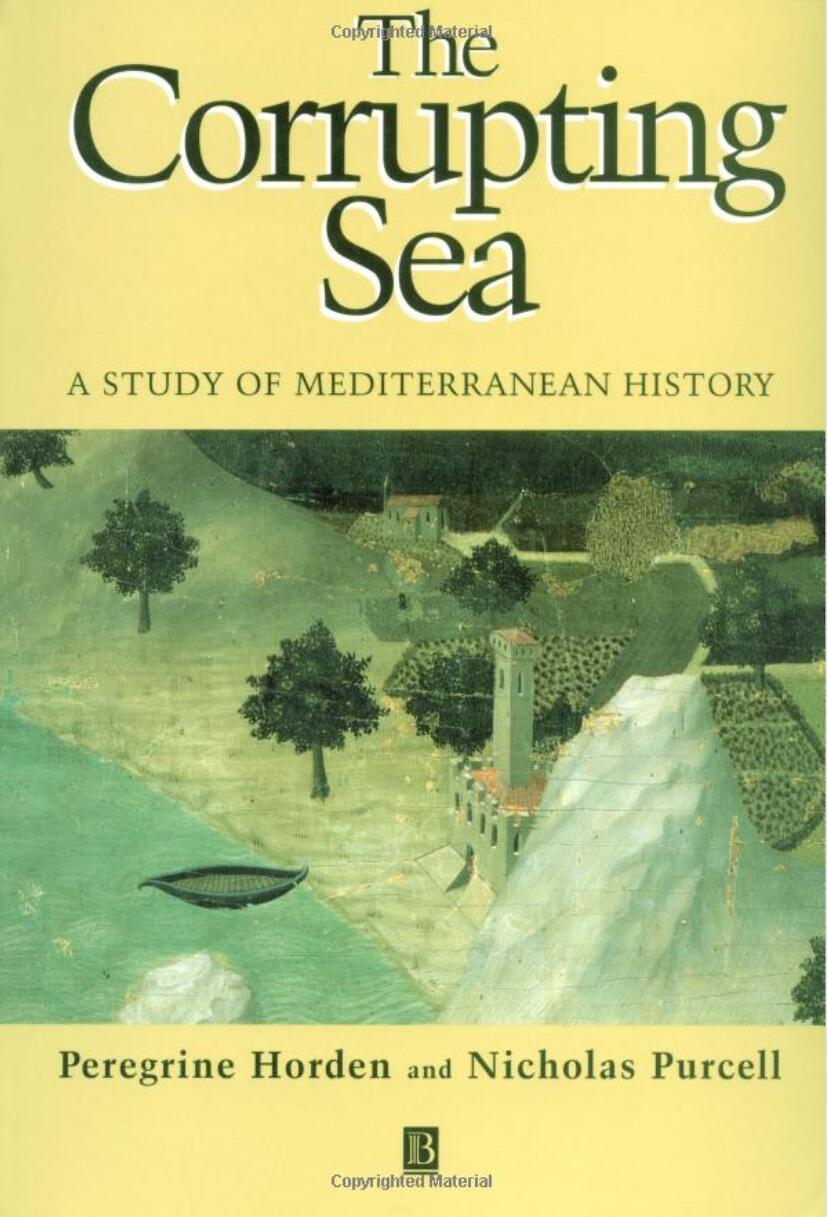 Copyrighted Material
The
Corrupting
Sea
A STUDY OF MEDITERRANEAN HISTORY
Peregrine Horden and Nicholas Purcell
B
Copyrighted Material